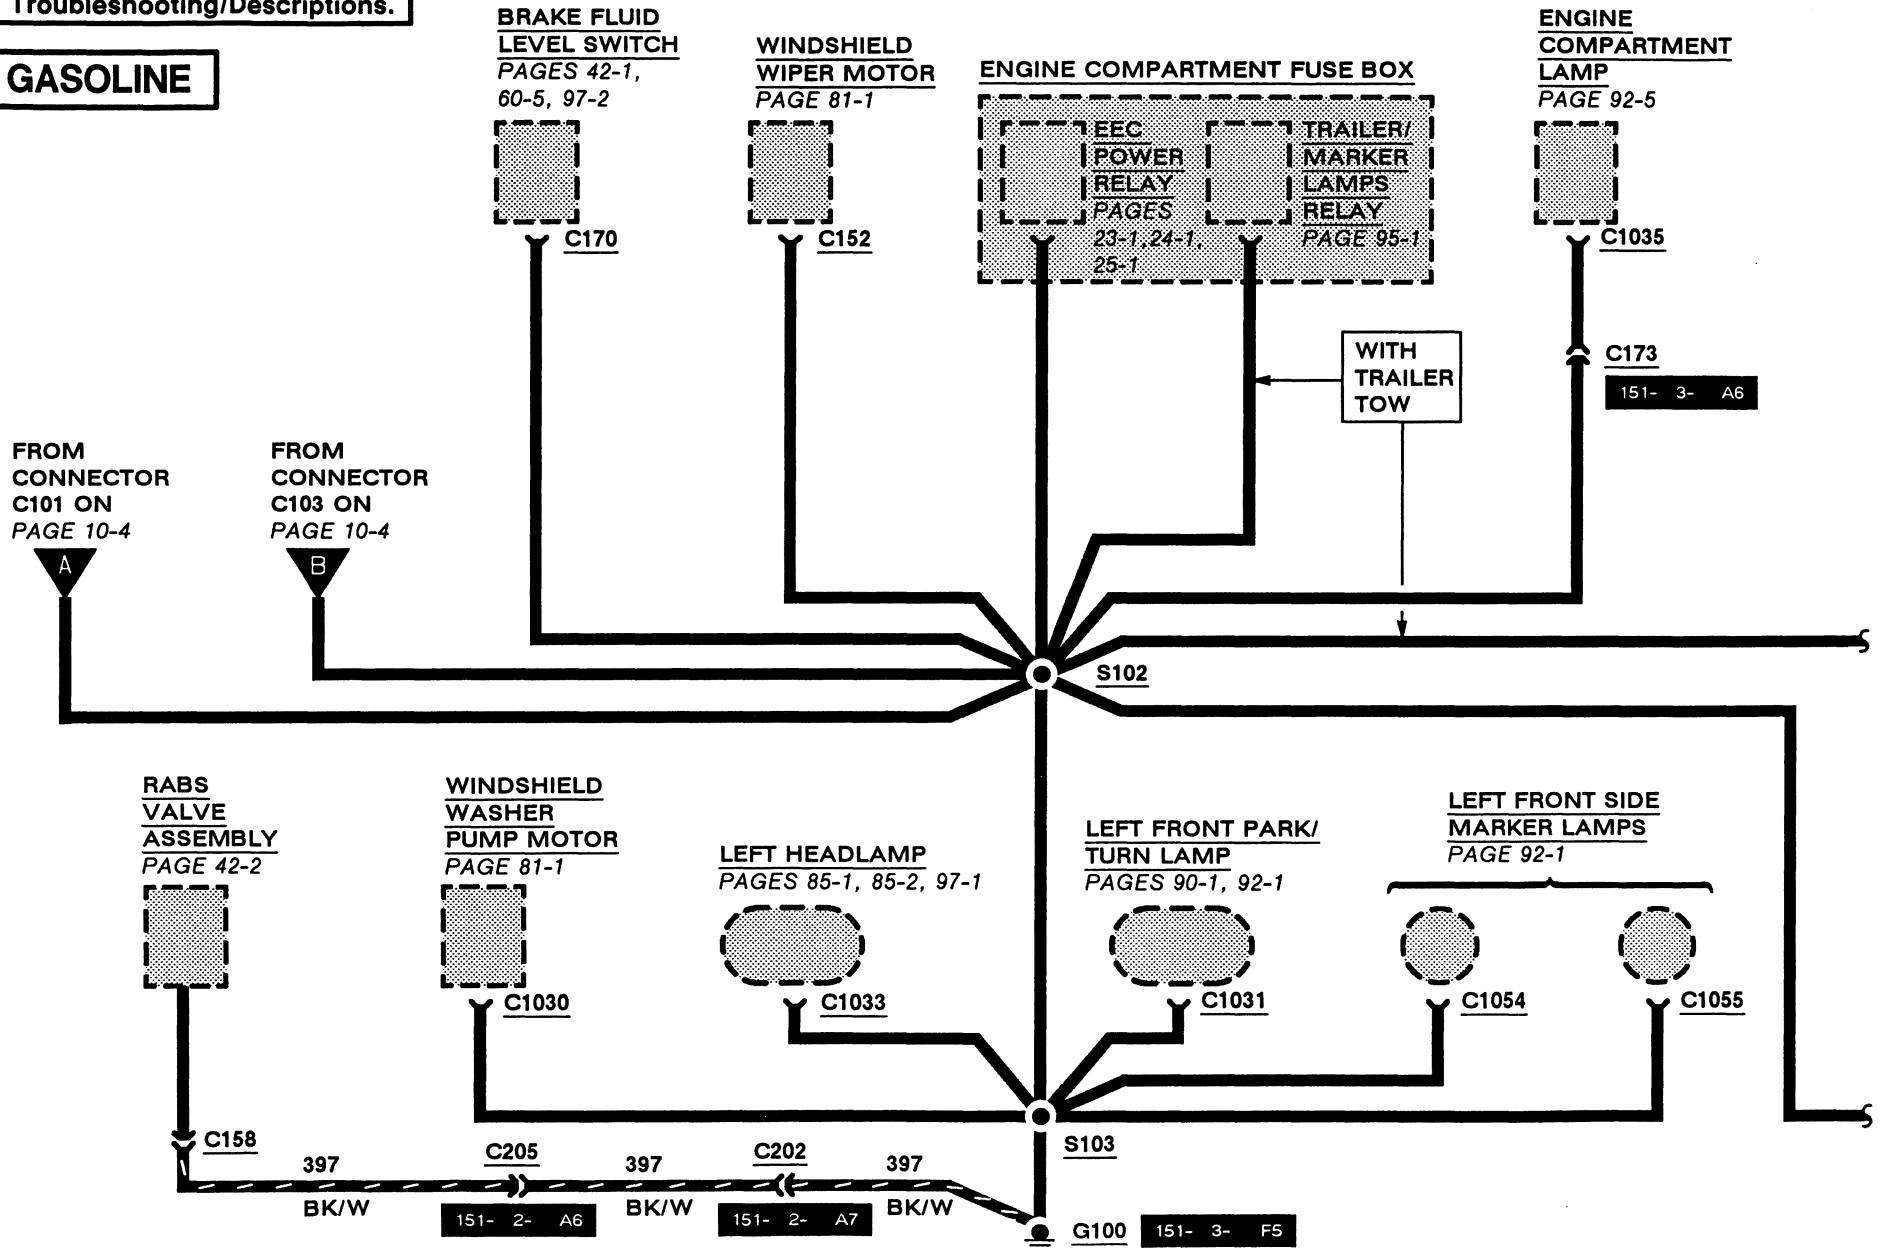 Troubleshooting/Descriptions.
GASOLINE
BRAKE FLUID
LEVEL SWITCH
PAGES 42-1,
60-5, 97-2
C170
WINDSHIELD
WIPER MOTOR
PAGE 81-1
C152
ENGINE COMPARTMENT FUSE BOX
EEC
POWER
RELAY
PAGES
23-1,24-1,
25-1
TRAILER/
MARKER
LAMPS
RELAY
PAGE 95-1
ENGINE
COMPARTMENT
LAMP
PAGE 92-5
C1035
WITH
TRAILER
TOW
C173
151- 3- A6
FROM
CONNECTOR
C101 ON
PAGE 10-4
A
FROM
CONNECTOR
C103 ON
PAGE 10-4
B
S102
RABS
VALVE
ASSEMBLY
PAGE 42-2
WINDSHIELD
WASHER
PUMP MOTOR
PAGE 81-1
C1030
LEFT HEADLAMP
PAGES 85-1, 85-2, 97-1
C1033
LEFT FRONT PARK/
TURN LAMP
PAGES 90-1, 92-1
C1031
LEFT FRONT SIDE
MARKER LAMPS
PAGE 92-1
C1054
C1055
S103
C158
397
BK/W
C205
151- 2- A6
397
BK/W
C202
151- 2- A7
397
BK/W
G100
151- 3- F5